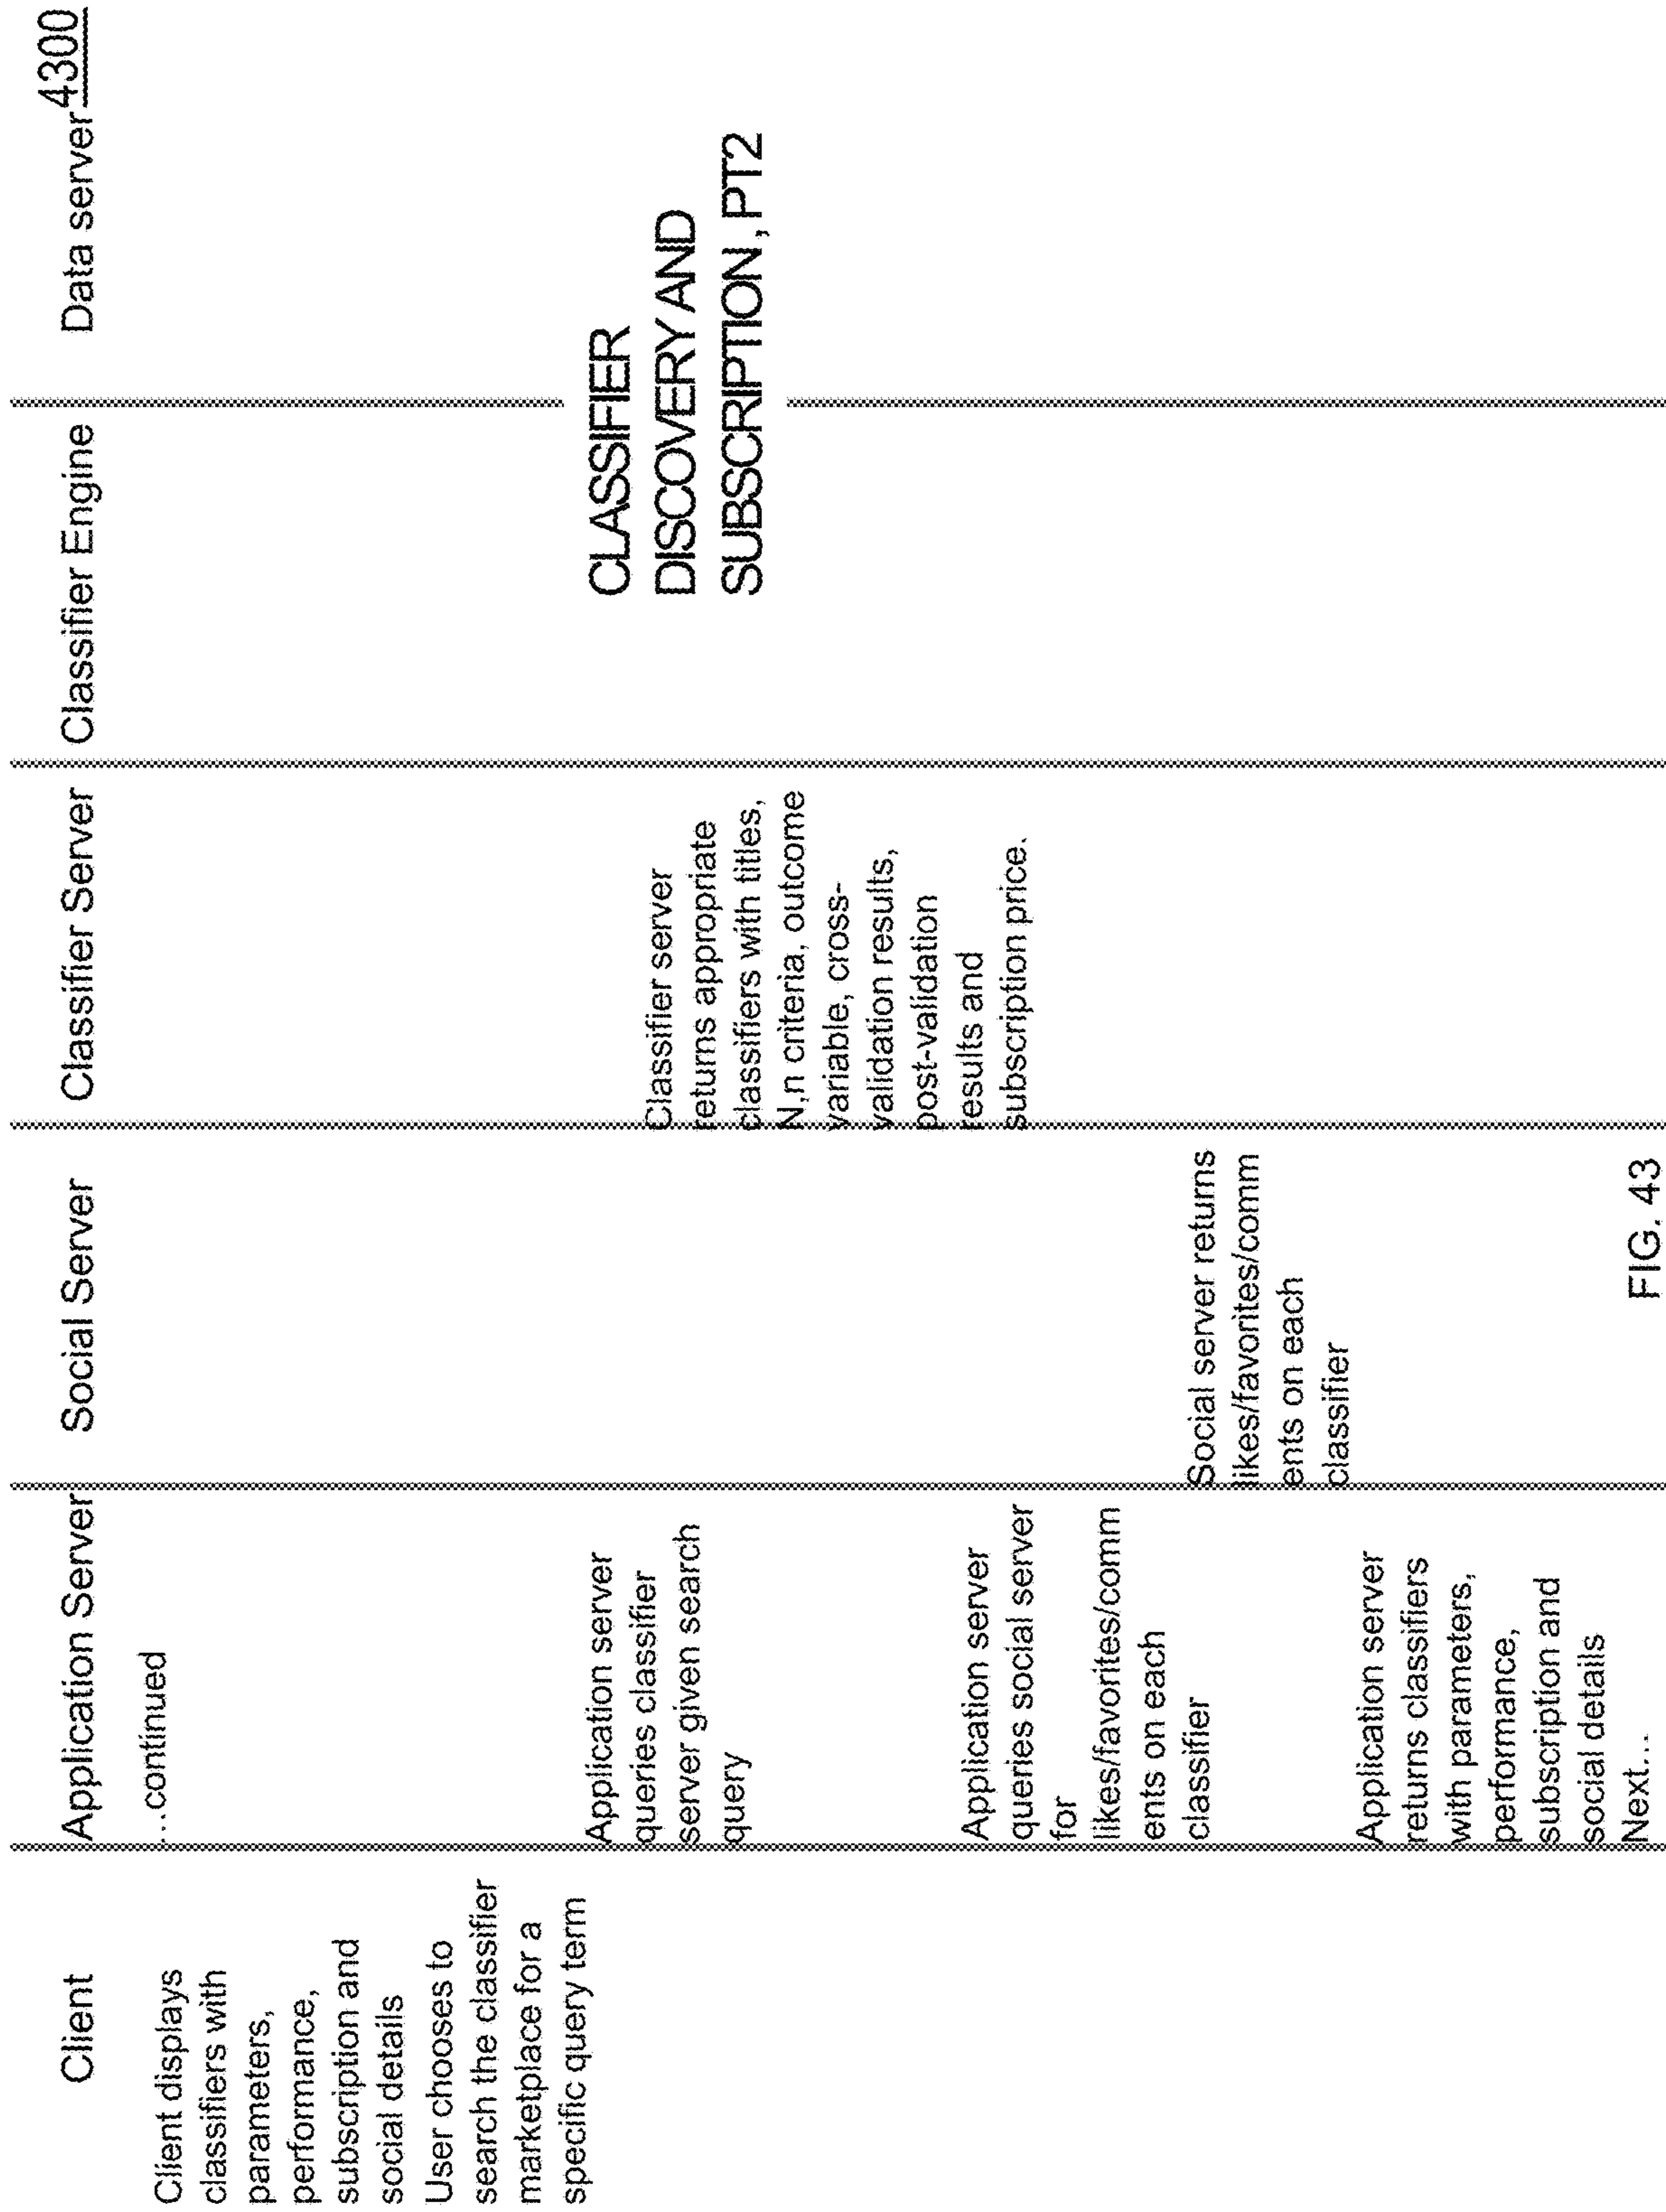 4300
Client
Application Server
Social Server
Classifier Server
Classifier Engine
Data server
Client displays
classifiers with
parameters,
performance,
subscription and
social details
User chooses to
search the classifier
marketplace for a
specific query term
...continued
Application server
queries classifier
server given search
query
Application server
queries social server
for
likes/favorites/comm
ents on each
classifier
Application server
returns classifiers
with parameters,
performance,
subscription and
social details
Next...
Social server returns
likes/favorites/comm
ents on each
classifier
Classifier server
returns appropriate
classifiers with titles,
N,n criteria, outcome
variable, cross-
validation results,
post-validation
results and
subscription price.
CLASSIFIER
DISCOVERY AND
SUBSCRIPTION, PT2
FIG. 43